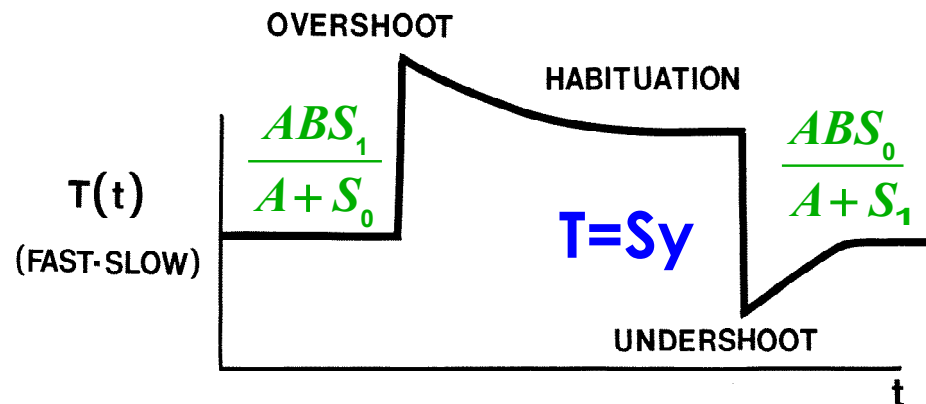 OVERSHOOT
HABITUATION
ABS₁
A + S₀
ABS₀
A + S₁
T(t)
(FAST-SLOW)
T=Sy
UNDERSHOOT
t